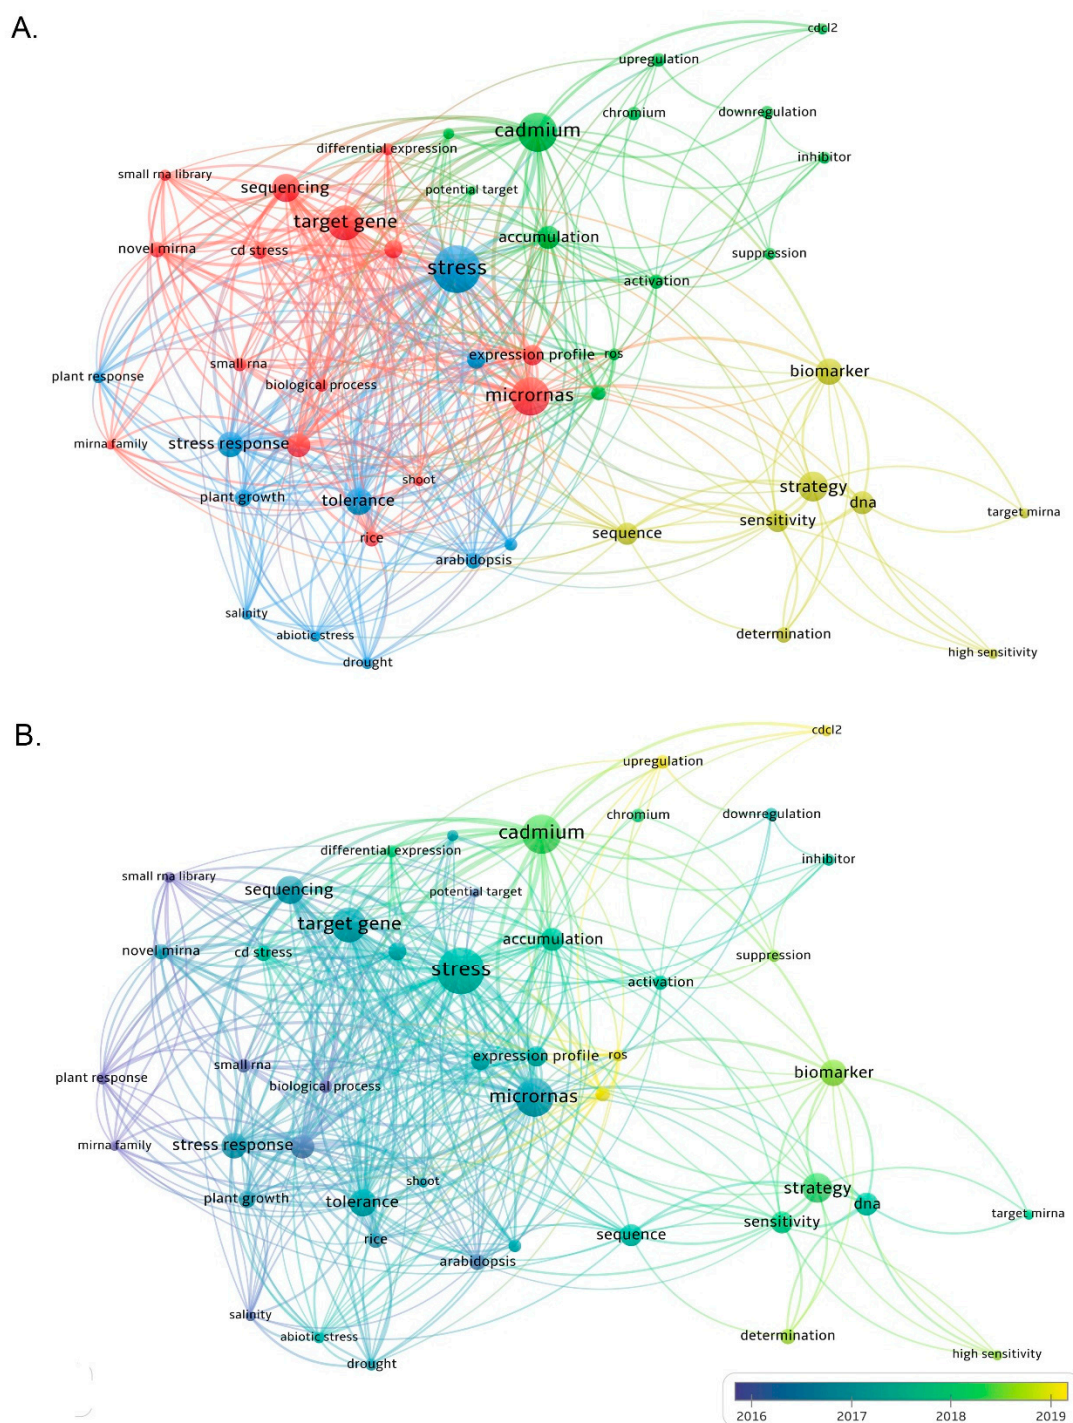 A.
cdcl2
upregulation
chromium
downregulation
cadmium
differential expression
inhibitor
small rna library
sequencing
potential target
target gene
accumulation
novel mirna
cd stress
suppression
stress
activation
expression profile
ros
small rna
biomarker
plant response
biological process
micrornas
mirna family
stress response
shoot
strategy
plant growth
tolerance
dna
target mirna
sensitivity
sequence
rice
arabidopsis
salinity
abiotic stress
determination
high sensitivity
drought
B.
cdcl2
upregulation
chromium
downregulation
cadmium
differential expression
inhibitor
small rna library
sequencing
potential target
target gene
accumulation
novel mirna
cd stress
suppression
stress
activation
expression profile
ros
small rna
biomarker
plant response
biological process
micrornas
mirna family
stress response
shoot
strategy
plant growth
tolerance
dna
target mirna
sensitivity
sequence
rice
arabidopsis
salinity
abiotic stress
determination
high sensitivity
drought
2016
2017
2018
2019